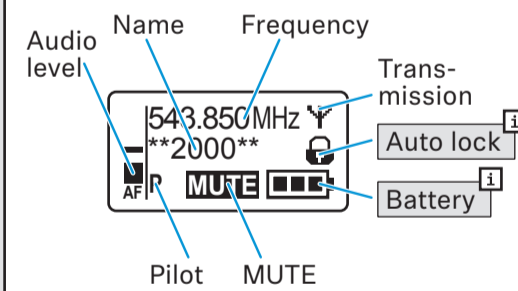 Name
Frequency
Audio
level
Trans-
mission
543.850MHz
**2000**
Auto lock
i
AF
P
MUTE
Battery
i
Pilot
MUTE